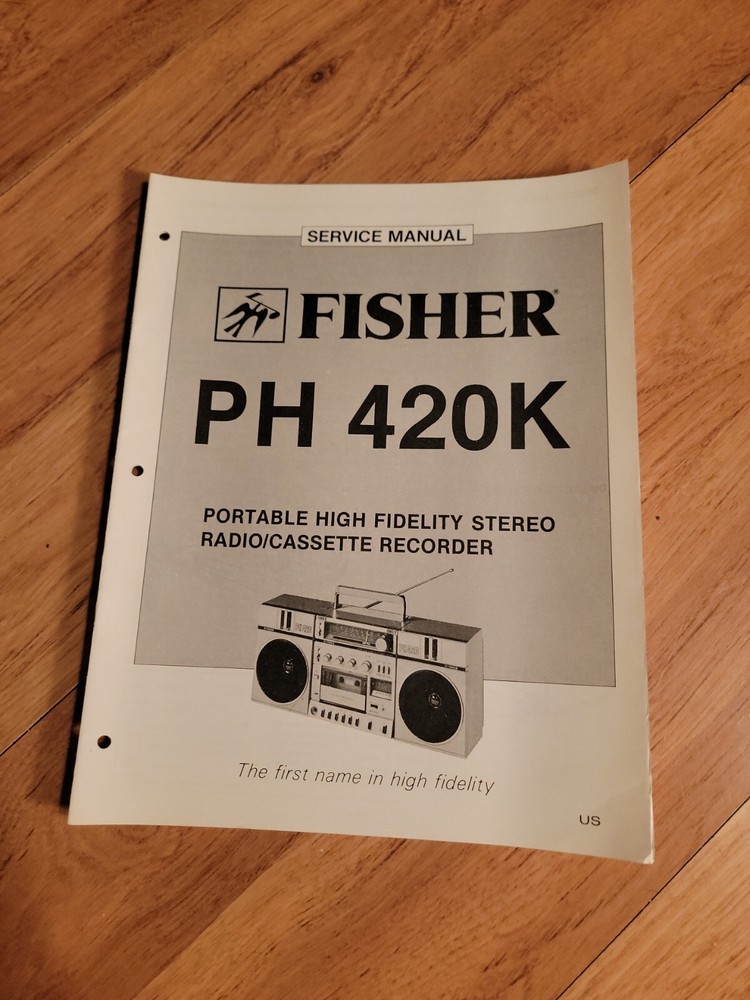 SERVICE MANUAL
FISHER®
PH 420K
PORTABLE HIGH FIDELITY STEREO
RADIO/CASSETTE RECORDER
The first name in high fidelity
US